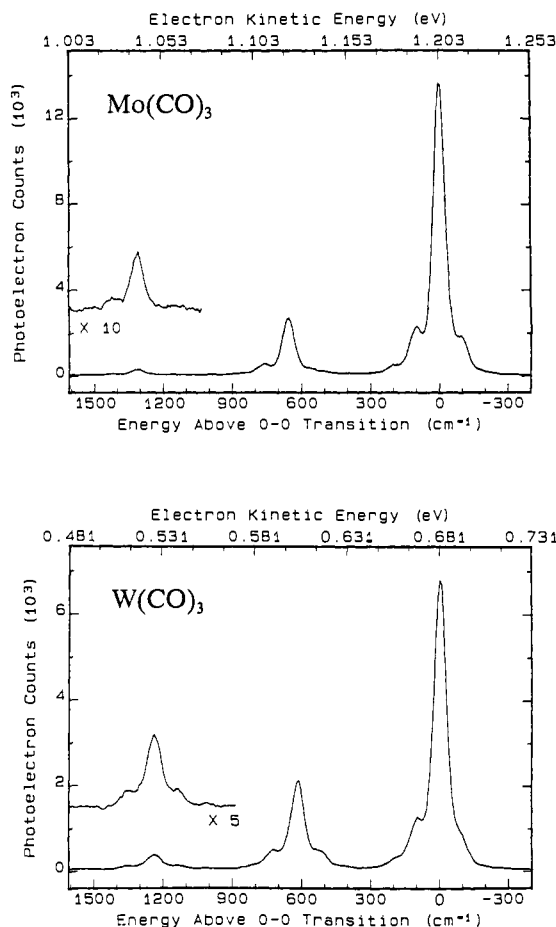 Electron Kinetic Energy (eV)
1.003 1.053 1.103 1.153 1.203 1.253
Mo(CO)3
Photoelectron Counts (10³)
12
8
4
0
X 10
1500 1200 900 600 300 0 -300
Energy Above 0-0 Transition (cm⁻¹)
Electron Kinetic Energy (eV)
0.481 0.531 0.581 0.631 0.681 0.731
W(CO)3
Photoelectron Counts (10³)
6
4
2
0
X 5
1500 1200 900 600 300 0 -300
Energy Above 0-0 Transition (cm⁻¹)